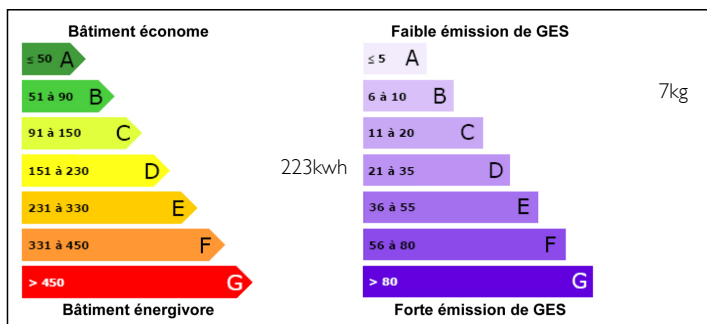 Bâtiment économe
≤ 50 A
51 à 90 B
91 à 150 C
151 à 230 D
223kwh
231 à 330 E
331 à 450 F
> 450 G
Bâtiment énergivore
Faible émission de GES
≤ 5 A
6 à 10 B
7kg
11 à 20 C
21 à 35 D
36 à 55 E
56 à 80 F
> 80 G
Forte émission de GES